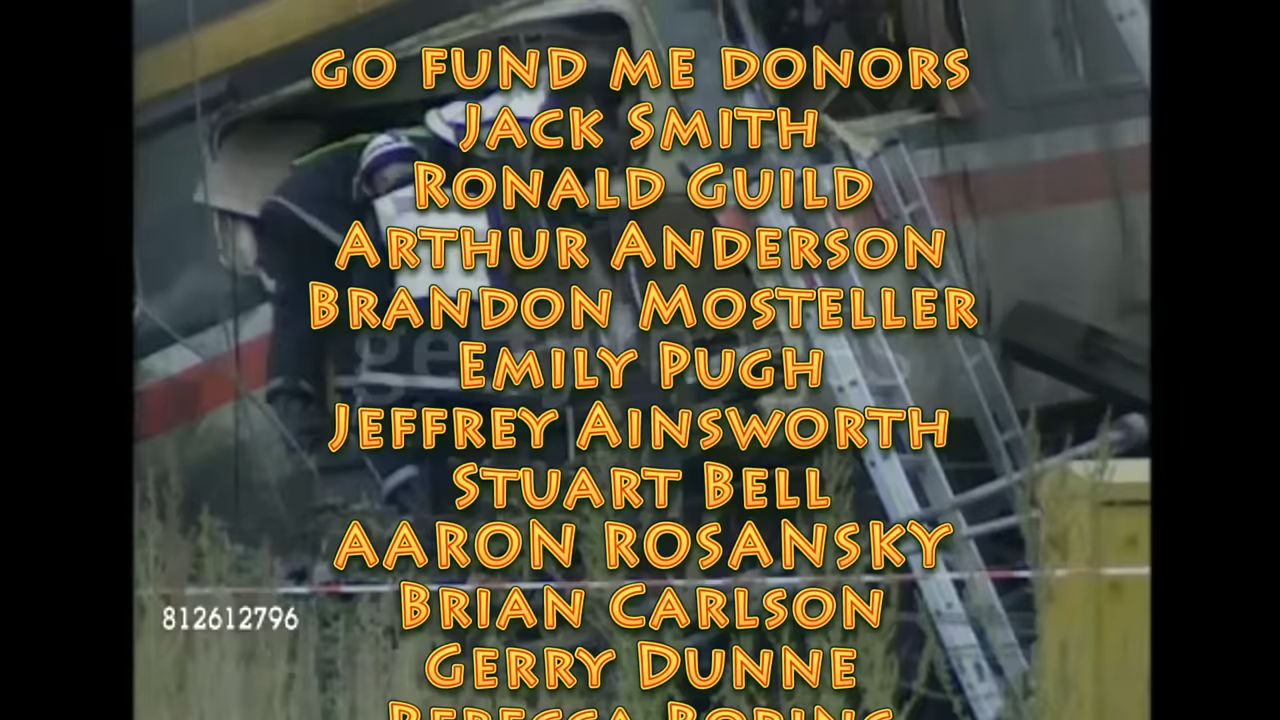 GO FUND ME DONORS
JACK SMITH
RONALD GUILD
ARTHUR ANDERSON
BRANDON MOSTELLER
EMILY PUGH
JEFFREY AINSWORTH
STUART BELL
AARON ROSANSKY
BRIAN CARLSON
GERRY DUNNE
812612796